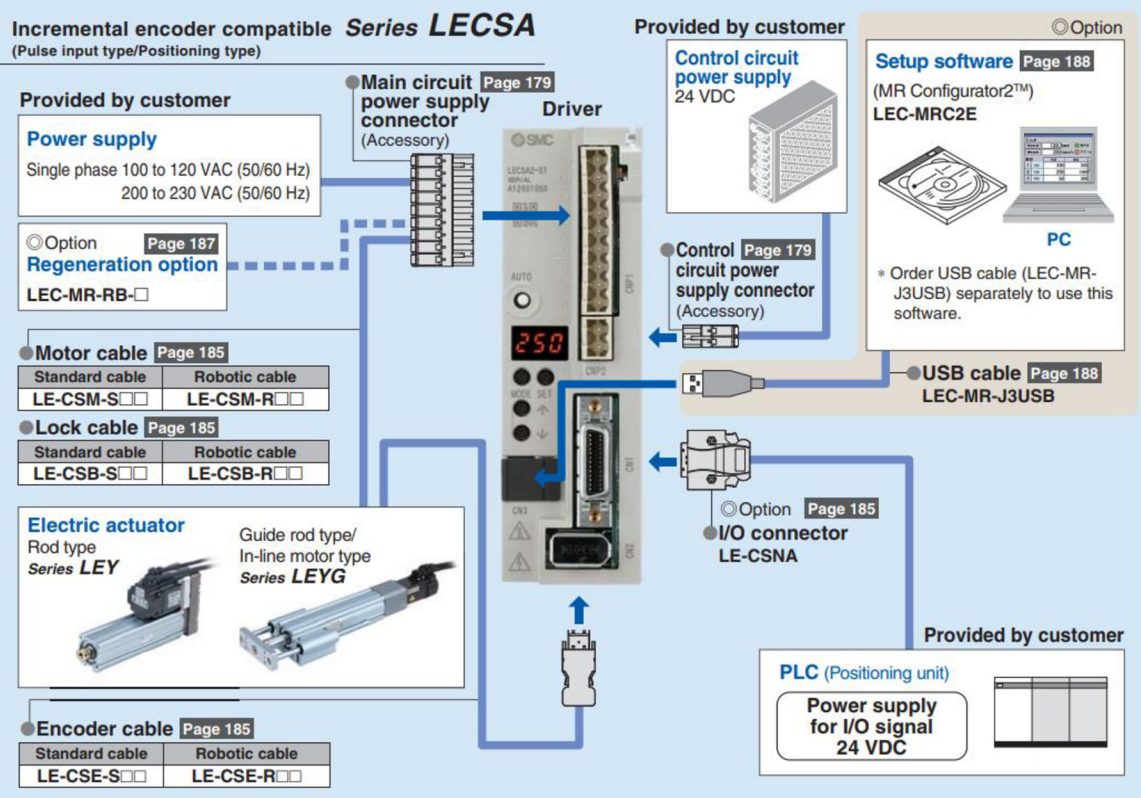 Incremental encoder compatible Series LECSA
(Pulse input type/Positioning type)
Provided by customer
Power supply
Single phase 100 to 120 VAC (50/60 Hz)
200 to 230 VAC (50/60 Hz)
◎Option Page 187
Regeneration option
LEC-MR-RB-□
●Main circuit Page 179
power supply
connector
(Accessory)
Driver
SMC
LECSA2-S1
SERIAL
AUTO
250
MODE SET
CNP1
CNP2
CN1
CN3
CN2
Provided by customer
Control circuit
power supply
24 VDC
●Control Page 179
circuit power
supply connector
(Accessory)
◎Option
Setup software Page 188
(MR Configurator2™)
LEC-MRC2E
PC
* Order USB cable (LEC-MR-
J3USB) separately to use this
software.
●USB cable Page 188
LEC-MR-J3USB
●Motor cable Page 185
Standard cable Robotic cable
LE-CSM-S□□ LE-CSM-R□□
●Lock cable Page 185
Standard cable Robotic cable
LE-CSB-S□□ LE-CSB-R□□
Electric actuator
Rod type
Series LEY
Guide rod type/
In-line motor type
Series LEYG
●Encoder cable Page 185
Standard cable Robotic cable
LE-CSE-S□□ LE-CSE-R□□
◎Option Page 185
●I/O connector
LE-CSNA
Provided by customer
PLC (Positioning unit)
Power supply
for I/O signal
24 VDC